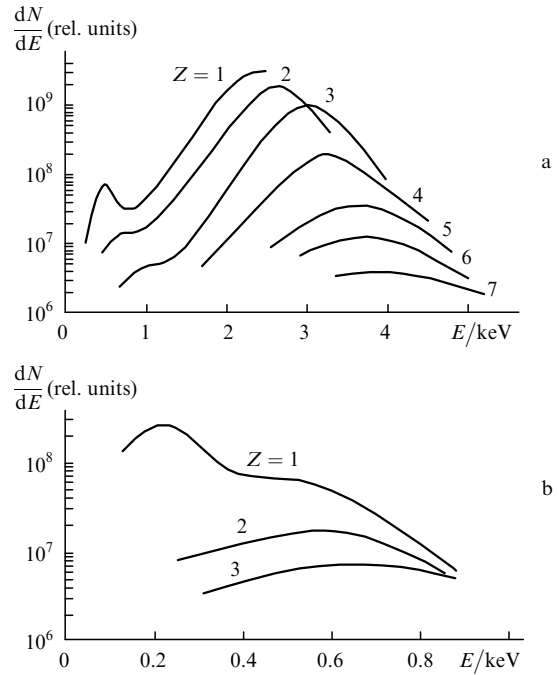 dN
dE
(rel. units)
10⁹
10⁸
10⁷
10⁶
Z = 1
2
3
4
5
6
7
0
1
2
3
4
E/keV
a
dN
dE
(rel. units)
10⁸
10⁷
10⁶
Z = 1
2
3
0
0.2
0.4
0.6
0.8
E/keV
b